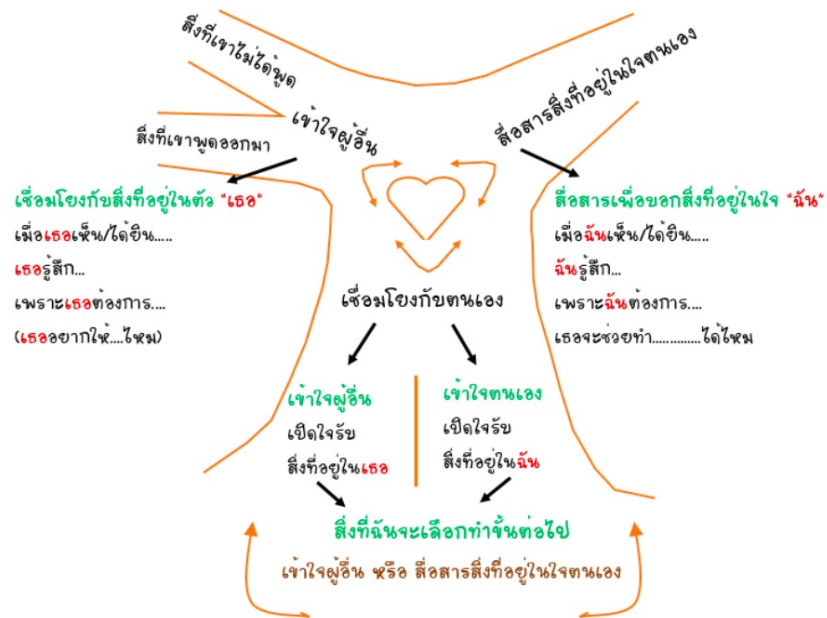 สิ่งที่เขาไม่ได้พูด
สิ่งที่เขาพูดออกมา
เข้าใจผู้อื่น
สื่อสารสิ่งที่อยู่ในใจตนเอง
เชื่อมโยงกับสิ่งที่อยู่ในตัว "เธอ"
เมื่อเธอเห็น/ได้ยิน.....
เธอรู้สึก...
เพราะเธอต้องการ....
(เธออยากให้....ไหม)
สื่อสารเพื่อบอกสิ่งที่อยู่ในใจ "ฉัน"
เมื่อฉันเห็น/ได้ยิน.....
ฉันรู้สึก...
เพราะฉันต้องการ....
เธอจะช่วยทำ.............ได้ไหม
เชื่อมโยงกับตนเอง
เข้าใจผู้อื่น
เปิดใจรับ
สิ่งที่อยู่ในเธอ
เข้าใจตนเอง
เปิดใจรับ
สิ่งที่อยู่ในฉัน
สิ่งที่ฉันจะเลือกทำขั้นต่อไป
เข้าใจผู้อื่น หรือ สื่อสารสิ่งที่อยู่ในใจตนเอง